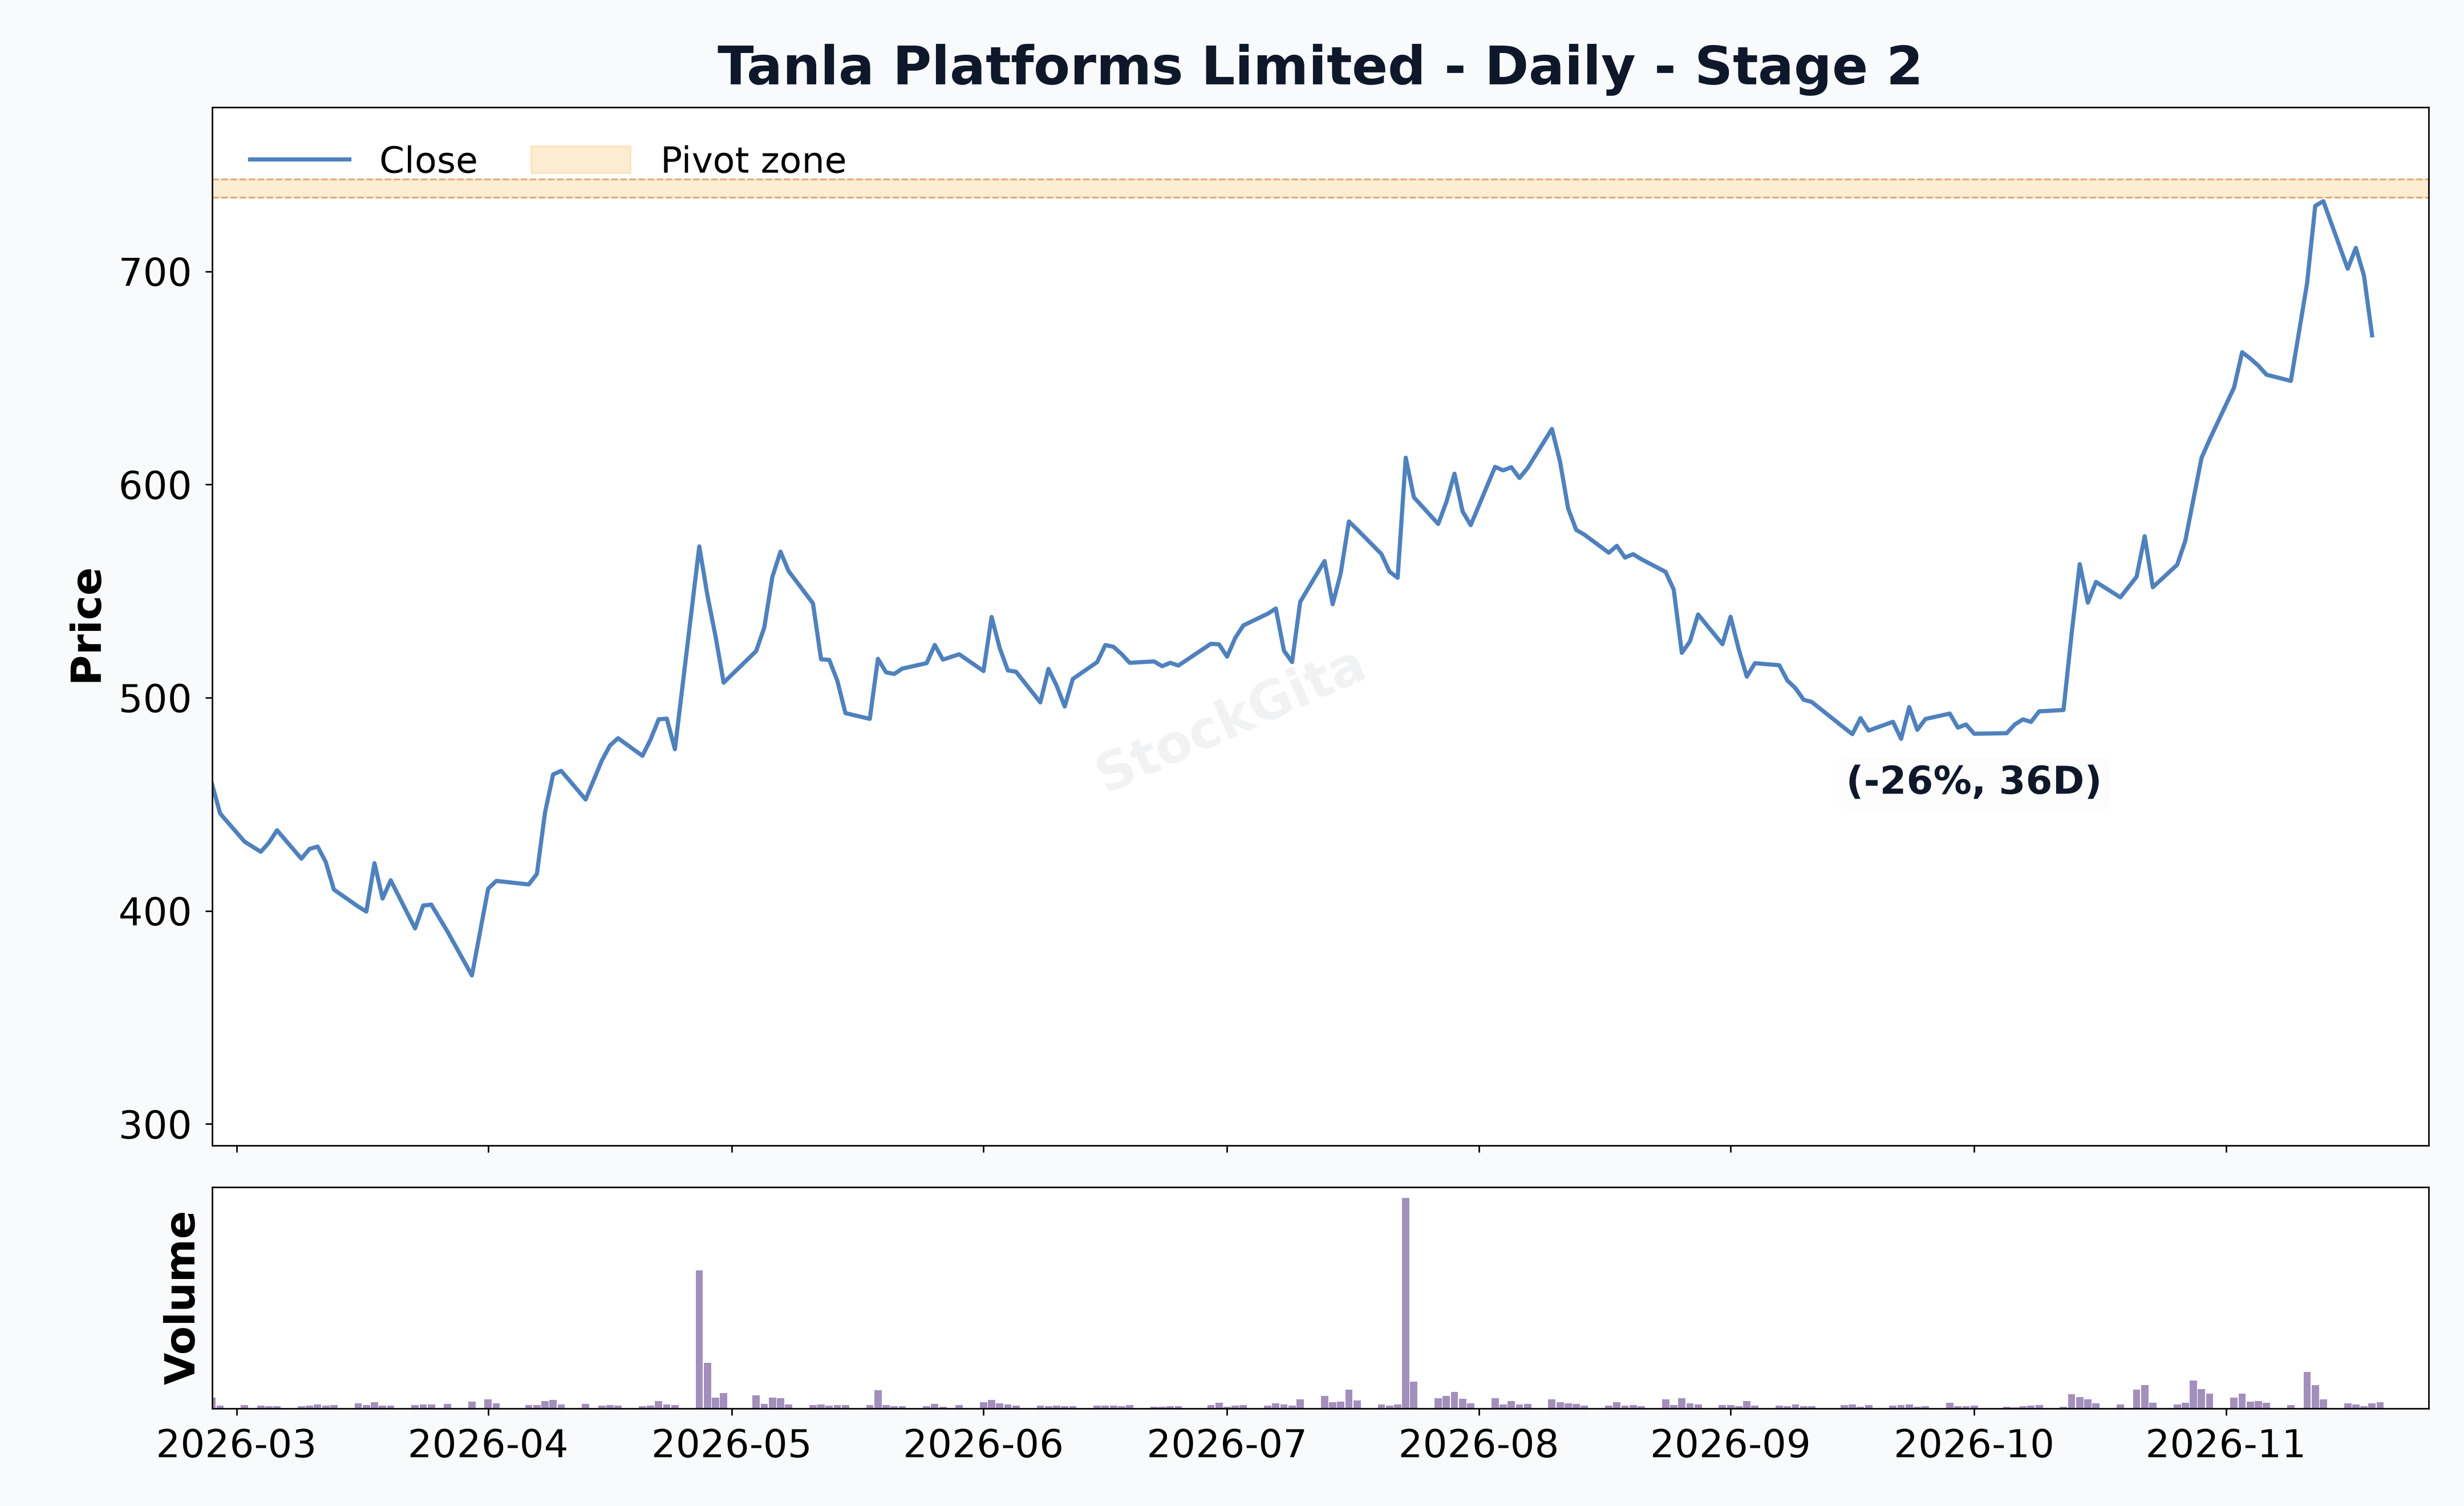 Tanla Platforms Limited - Daily - Stage 2
Close
Pivot zone
Price
700
600
500
400
300
StockGita
(-26%, 36D)
Volume
2026-03
2026-04
2026-05
2026-06
2026-07
2026-08
2026-09
2026-10
2026-11